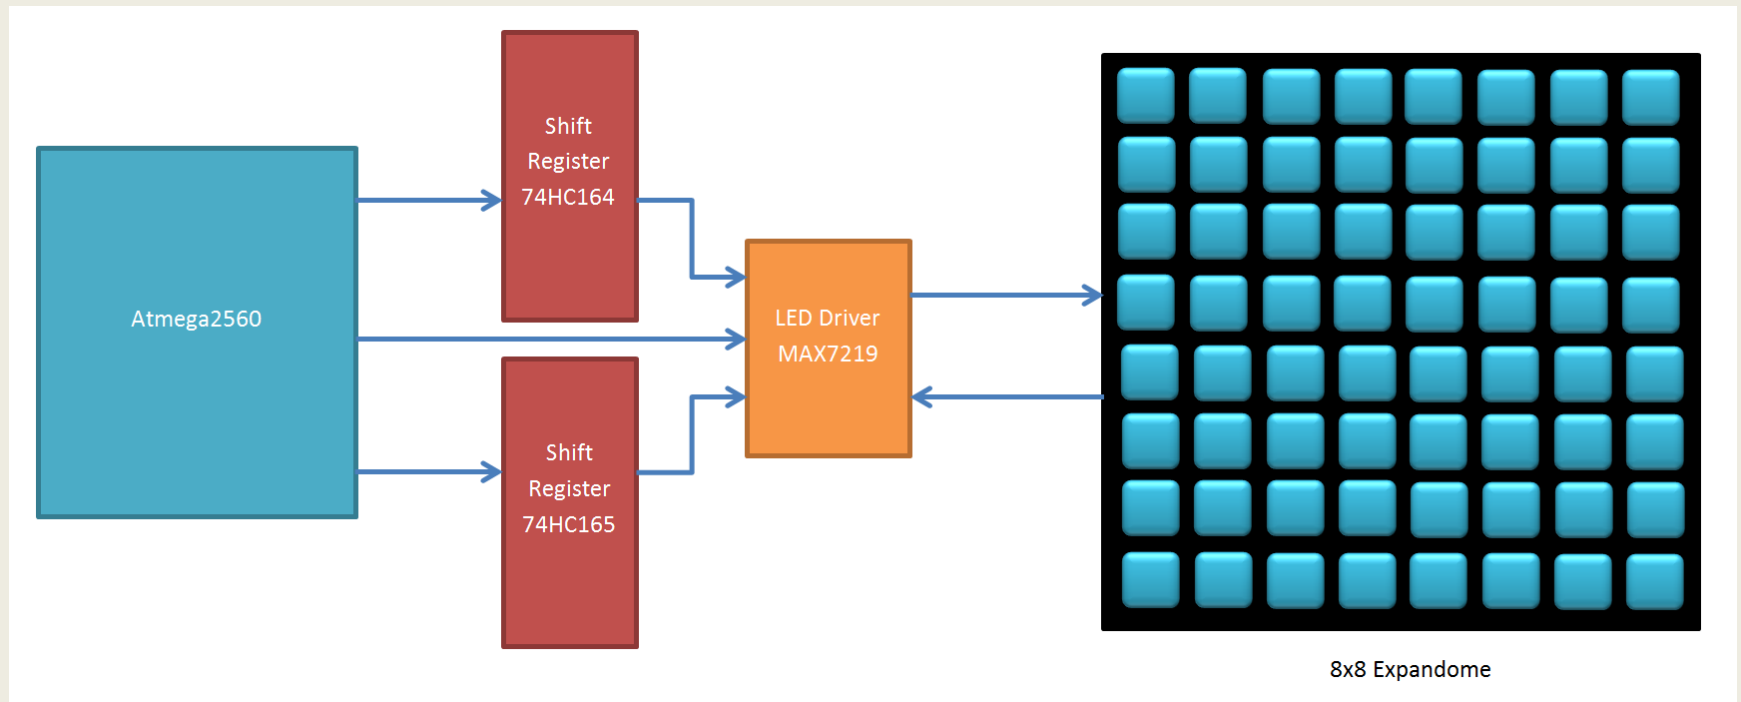 Atmega2560
Shift
Register
74HC164
Shift
Register
74HC165
LED Driver
MAX7219
8x8 Expandome